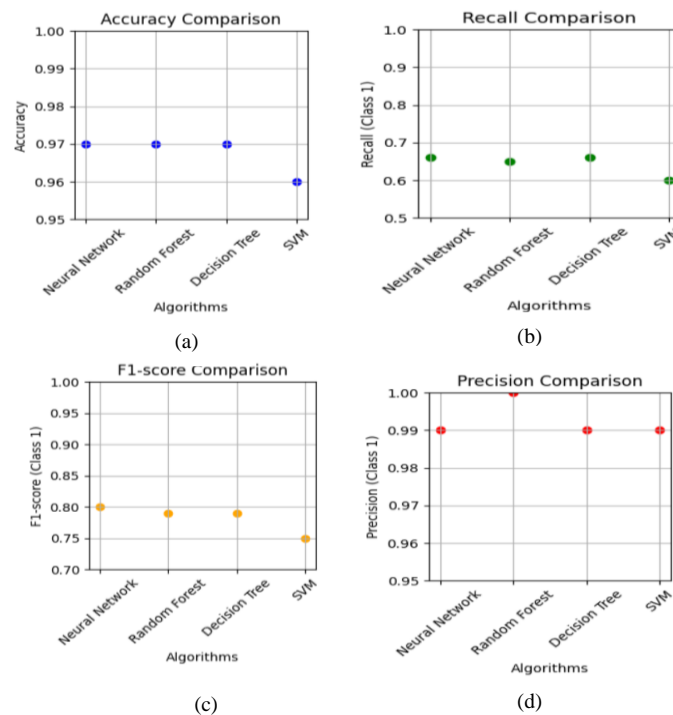 Accuracy Comparison
1.00
0.99
0.98
0.97
0.96
0.95
Accuracy
Neural Network
Random Forest
Decision Tree
SVM
Algorithms
(a)
Recall Comparison
1.0
0.9
0.8
0.7
0.6
0.5
Recall (Class 1)
Neural Network
Random Forest
Decision Tree
SVM
Algorithms
(b)
F1-score Comparison
1.00
0.95
0.90
0.85
0.80
0.75
0.70
F1-score (Class 1)
Neural Network
Random Forest
Decision Tree
SVM
Algorithms
(c)
Precision Comparison
1.00
0.99
0.98
0.97
0.96
0.95
Precision (Class 1)
Neural Network
Random Forest
Decision Tree
SVM
Algorithms
(d)